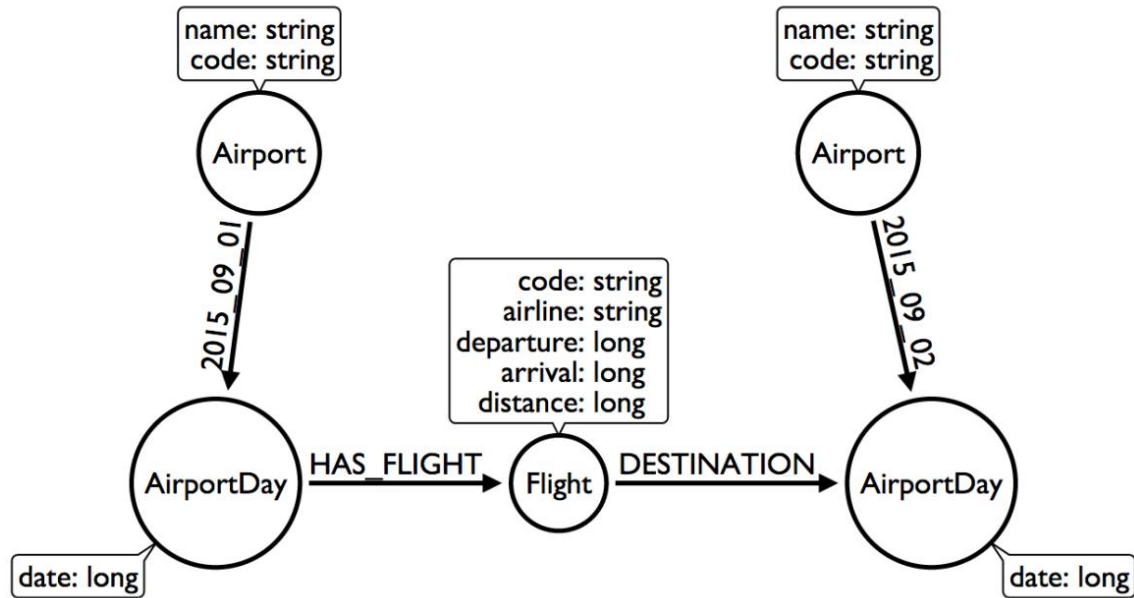 name: string
code: string
name: string
code: string
Airport
Airport
2015_09_01
2015_09_02
code: string
airline: string
departure: long
arrival: long
distance: long
AirportDay
HAS_FLIGHT
Flight
DESTINATION
AirportDay
date: long
date: long